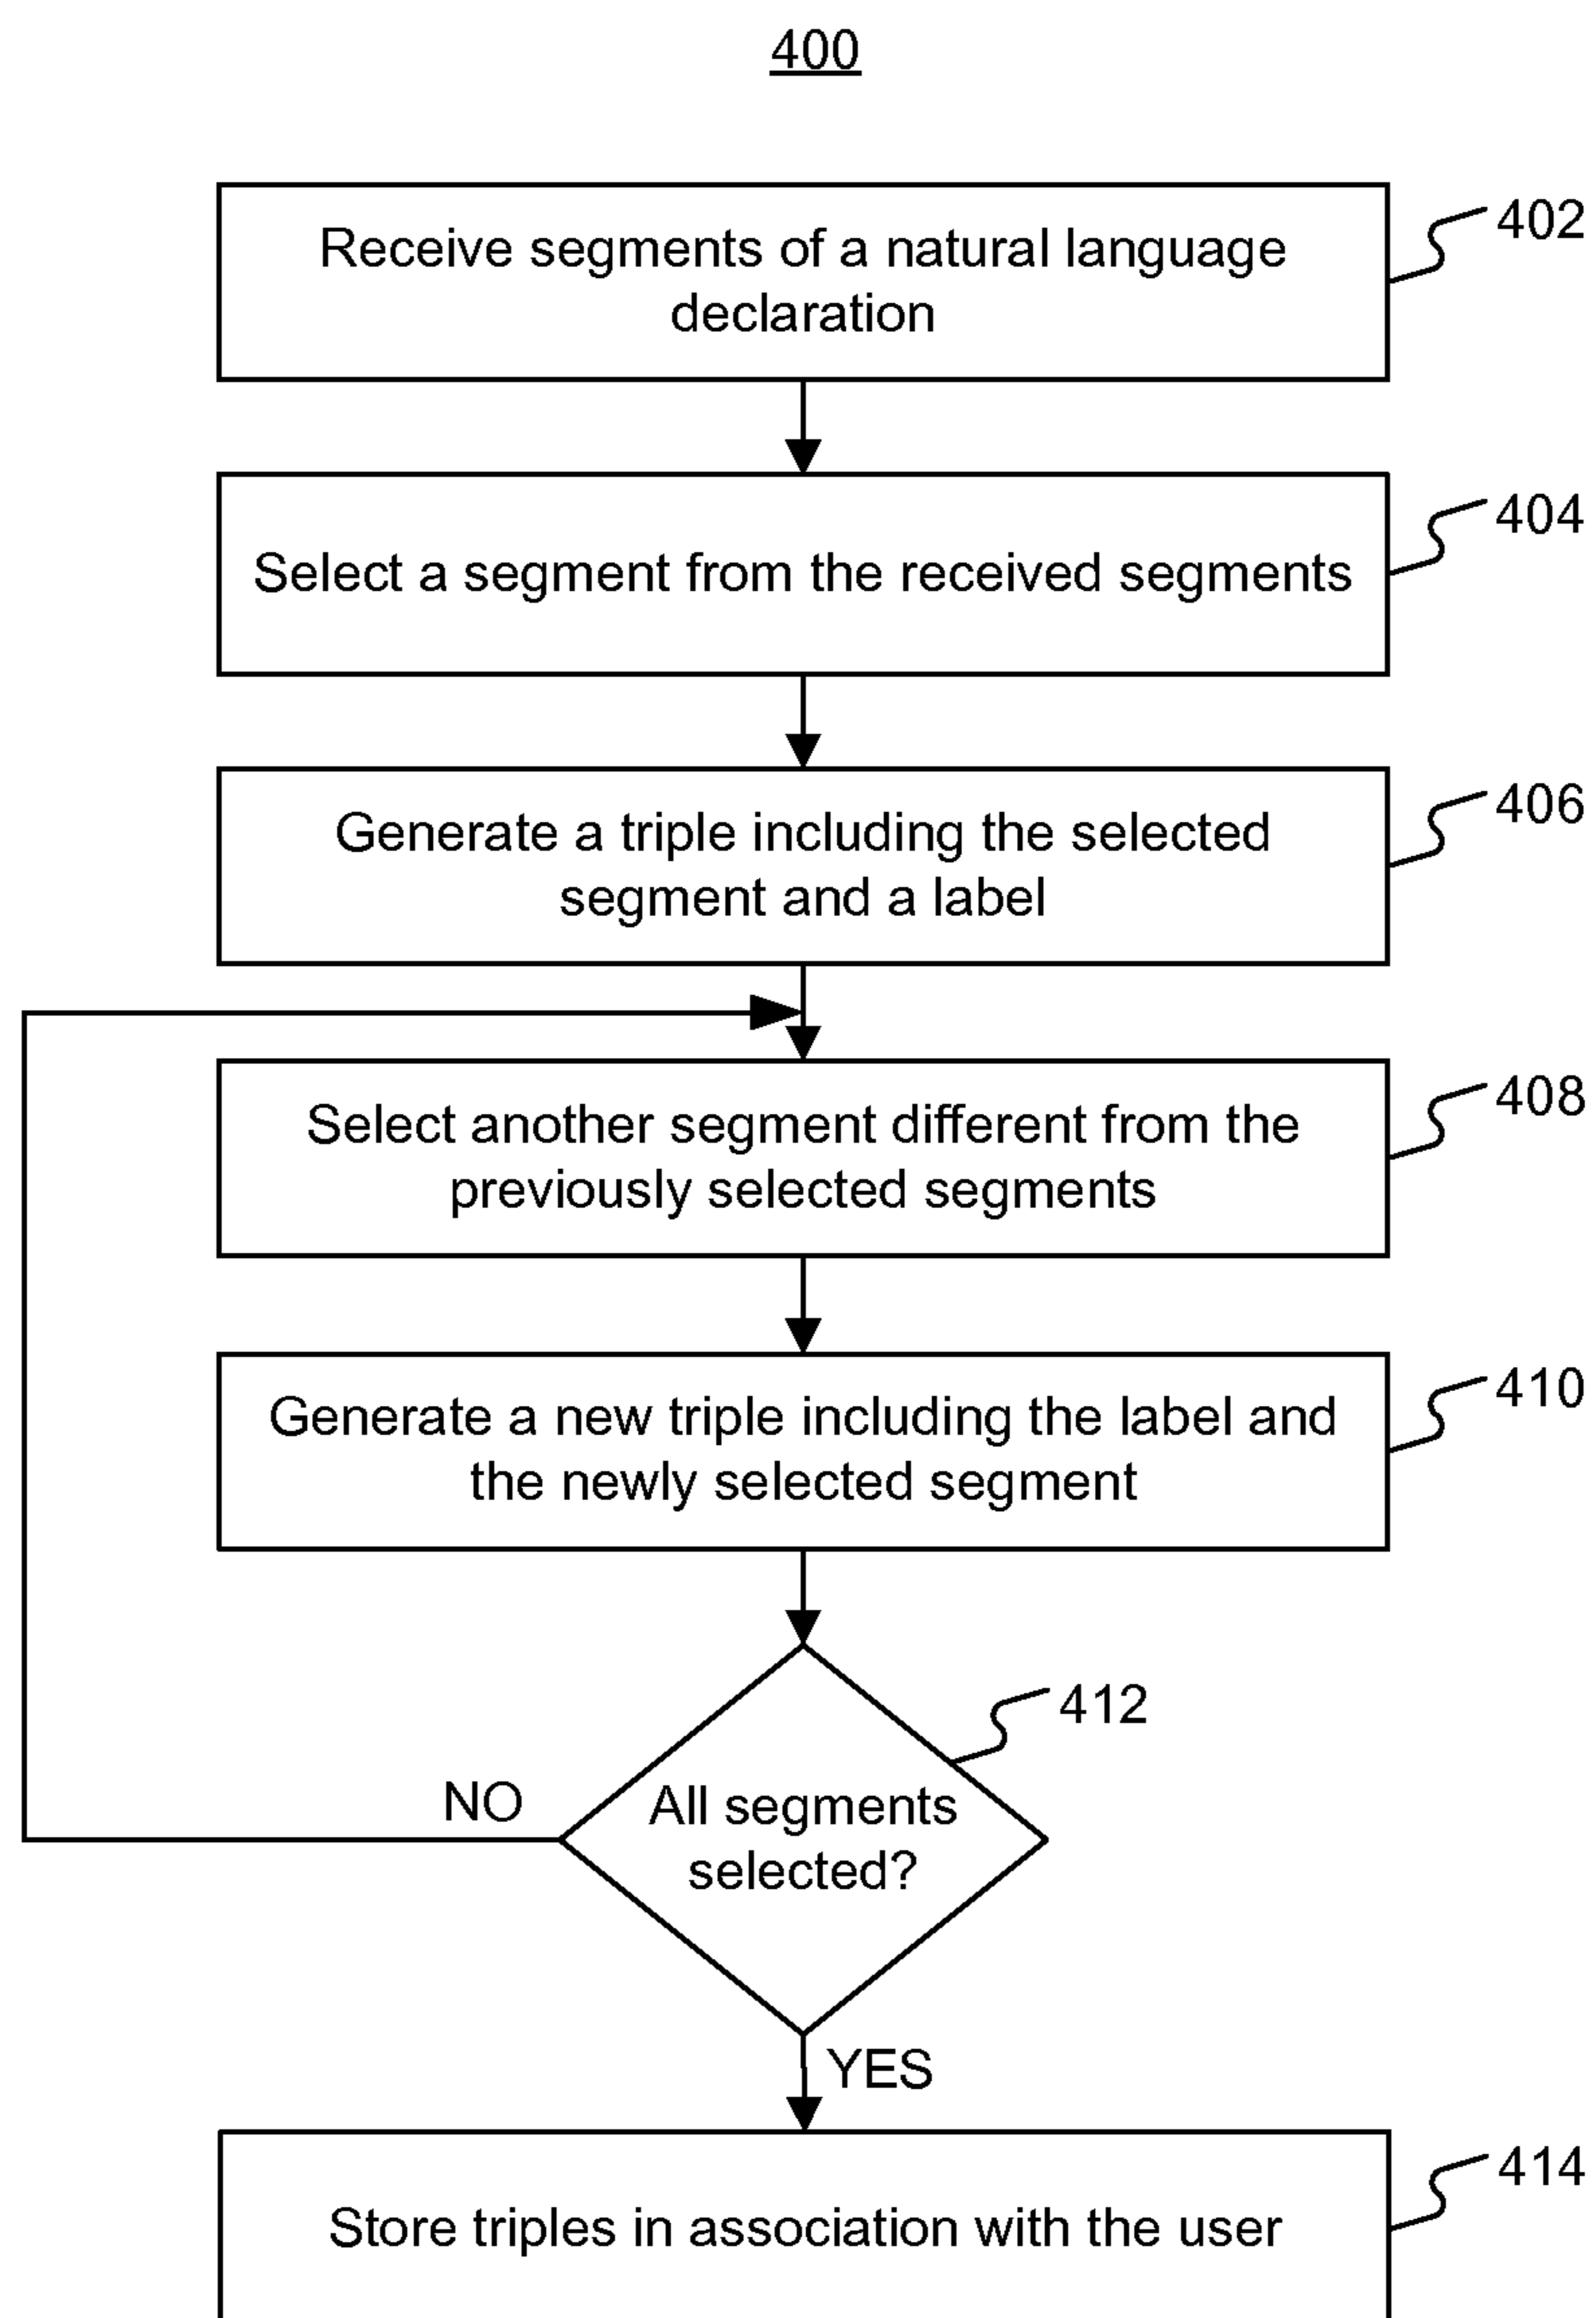 400
Receive segments of a natural language
declaration
402
Select a segment from the received segments
404
Generate a triple including the selected
segment and a label
406
Select another segment different from the
previously selected segments
408
Generate a new triple including the label and
the newly selected segment
410
All segments
selected?
412
NO
YES
Store triples in association with the user
414